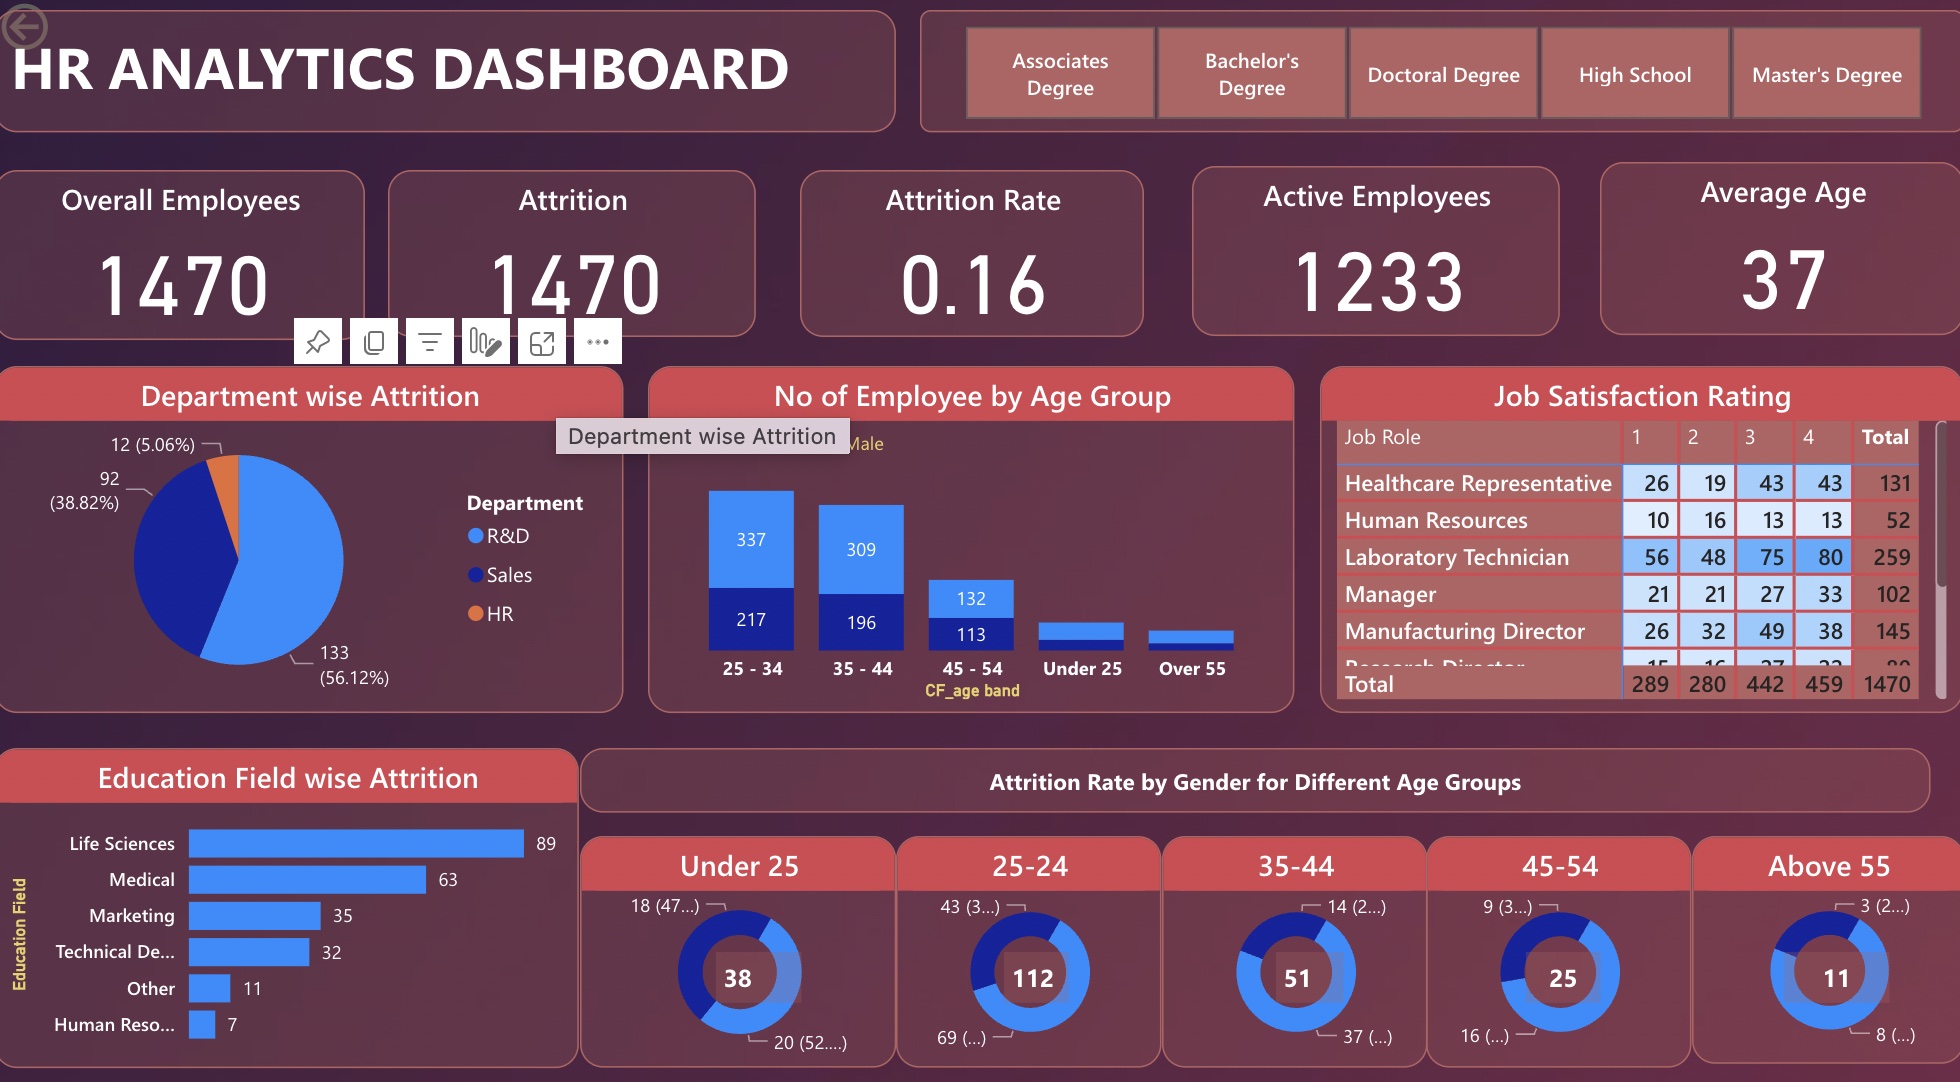 HR ANALYTICS DASHBOARD
Associates
Degree
Bachelor's
Degree
Doctoral Degree
High School
Master's Degree
Overall Employees
1470
Attrition
1470
Attrition Rate
0.16
Active Employees
1233
Average Age
37
Department wise Attrition
12 (5.06%)
92
(38.82%)
133
(56.12%)
Department
R&D
Sales
HR
Department wise Attrition
No of Employee by Age Group
Male
337
217
309
196
132
113
25 - 34
35 - 44
45 - 54
Under 25
Over 55
CF_age band
Job Satisfaction Rating
Job Role 1 2 3 4 Total
Healthcare Representative 26 19 43 43 131
Human Resources 10 16 13 13 52
Laboratory Technician 56 48 75 80 259
Manager 21 21 27 33 102
Manufacturing Director 26 32 49 38 145
Total 289 280 442 459 1470
Education Field wise Attrition
Education Field
Life Sciences 89
Medical 63
Marketing 35
Technical De... 32
Other 11
Human Reso... 7
Attrition Rate by Gender for Different Age Groups
Under 25
18 (47...)
38
20 (52....)
25-24
43 (3...)
112
69 (...)
35-44
14 (2...)
51
37 (...)
45-54
9 (3...)
25
16 (...)
Above 55
3 (2...)
11
8 (...)